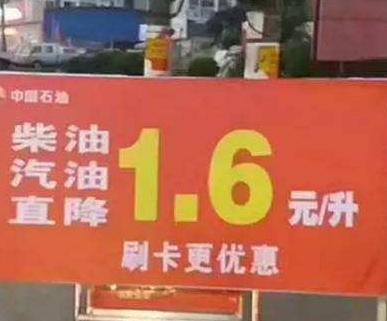 中国石油
柴油
汽油
直降
1.6元/升
刷卡更优惠